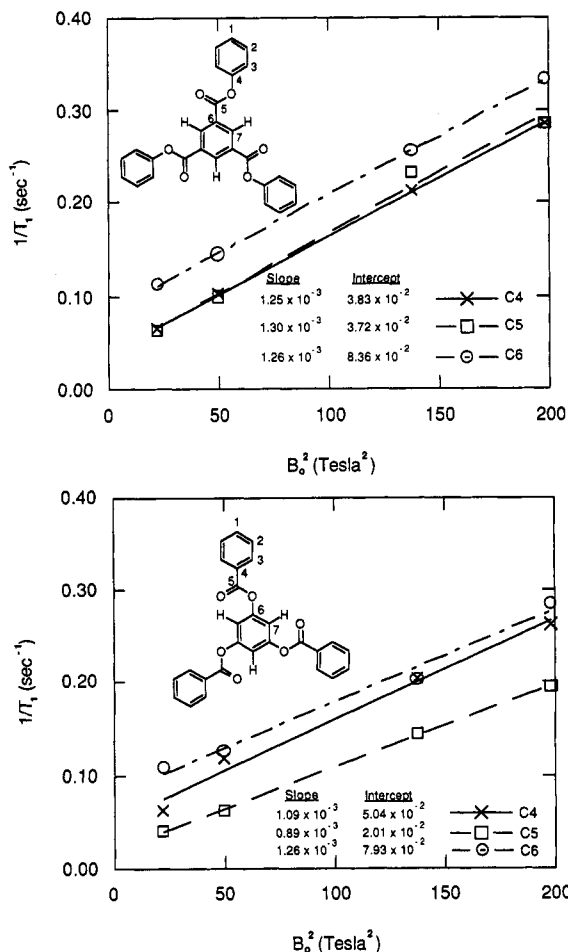 0.40
0.30
0.20
0.10
0.00
1/T₁ (sec⁻¹)
1
2
3
4
O
O
5
6
7
H
H
O
O
O
O
H
Slope Intercept
1.25 x 10⁻³ 3.83 x 10⁻² C4
1.30 x 10⁻³ 3.72 x 10⁻² C5
1.26 x 10⁻³ 8.36 x 10⁻² C6
0 50 100 150 200
Bₒ² (Tesla²)
0.40
0.30
0.20
0.10
0.00
1/T₁ (sec⁻¹)
1
2
3
4
5
O
O
6
H
7
H
O
O
O
O
H
Slope Intercept
1.09 x 10⁻³ 5.04 x 10⁻² C4
0.89 x 10⁻³ 2.01 x 10⁻² C5
1.26 x 10⁻³ 7.93 x 10⁻² C6
0 50 100 150 200
Bₒ² (Tesla²)